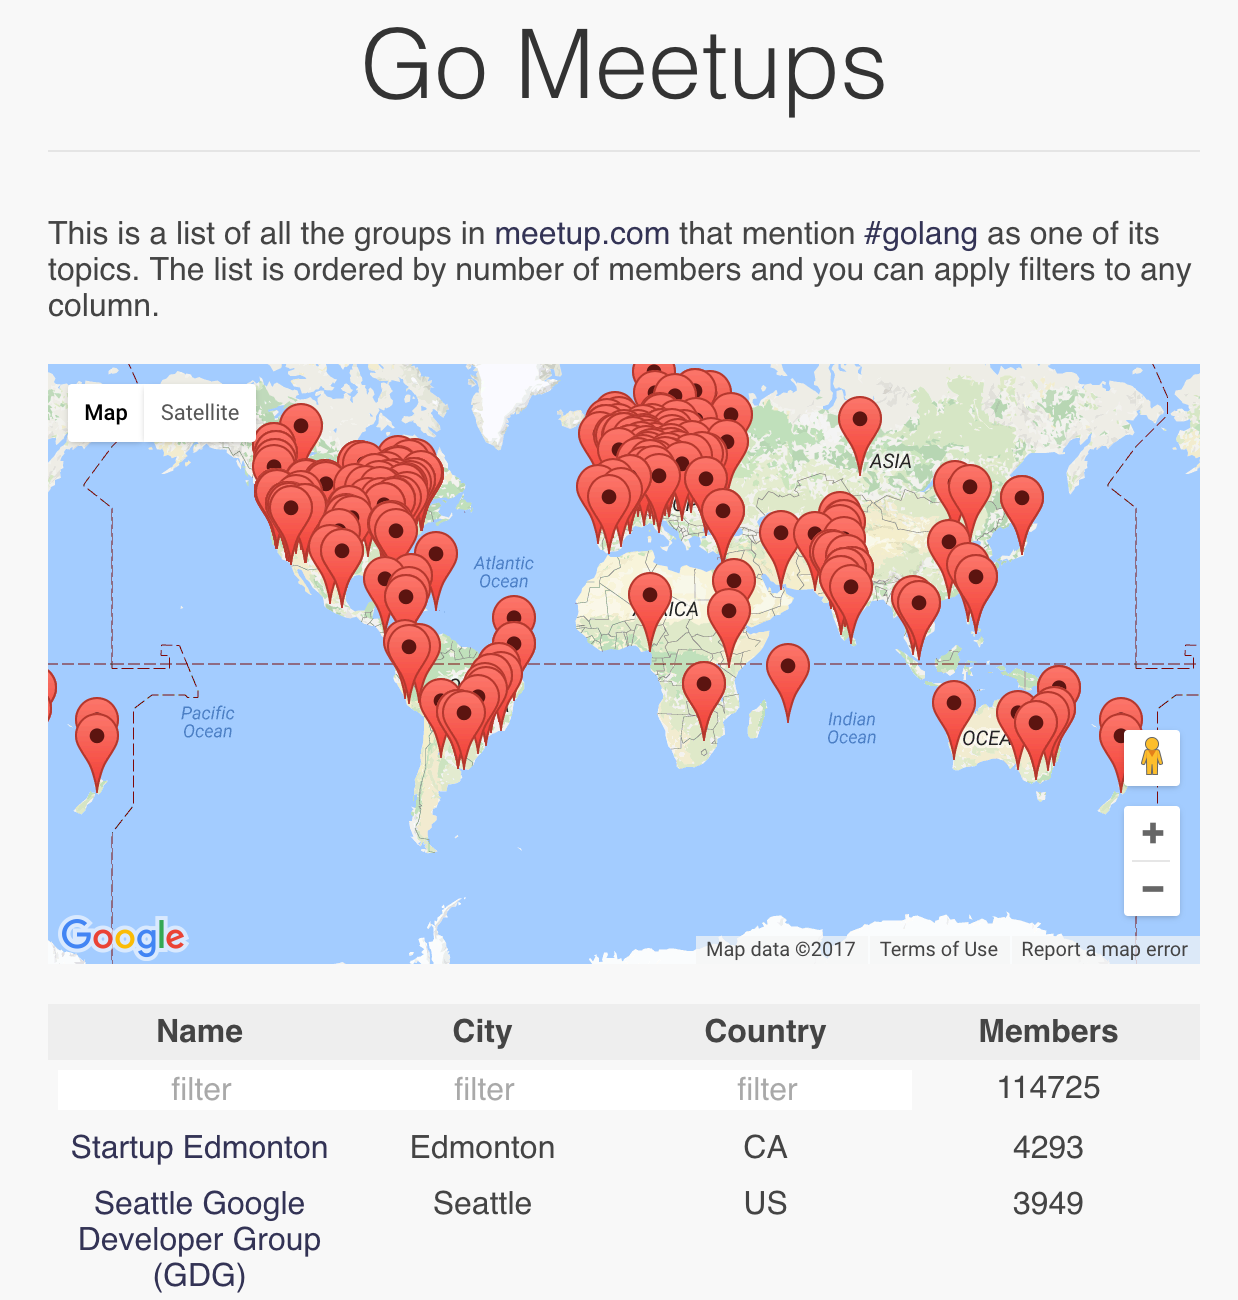 Go Meetups
This is a list of all the groups in meetup.com that mention #golang as one of its
topics. The list is ordered by number of members and you can apply filters to any
column.
Map Satellite
ASIA
Atlantic
Ocean
Pacific
Ocean
Indian
Ocean
Google
Map data ©2017 Terms of Use Report a map error
Name City Country Members
filter filter filter 114725
Startup Edmonton Edmonton CA 4293
Seattle Google Seattle US 3949
Developer Group
(GDG)